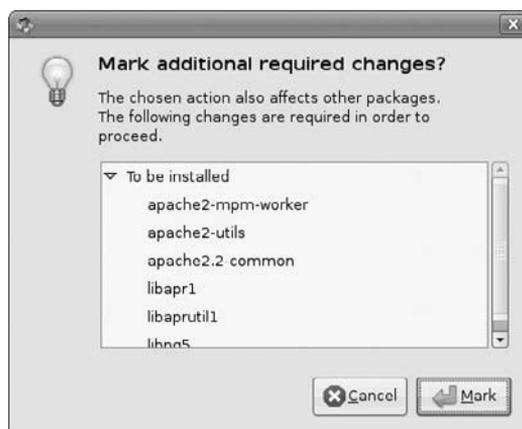 Mark additional required changes?
The chosen action also affects other packages.
The following changes are required in order to
proceed.
To be installed
apache2-mpm-worker
apache2-utils
apache2.2-common
libapr1
libaprutil1
Cancel
Mark